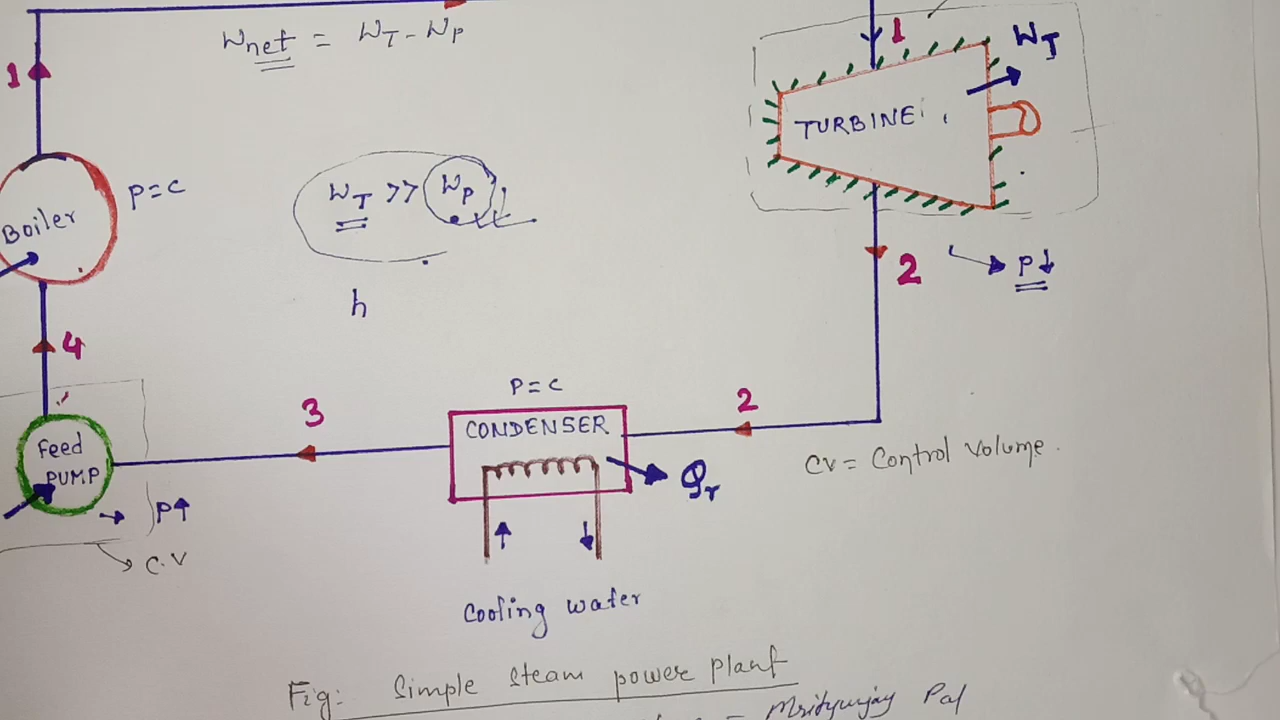 Wnet = WT - Wp
1
1
WT
TURBINE
Boiler
P=C
WT >> Wp
2
P↓
h
4
P=C
3
CONDENSER
2
Feed
PUMP
Qr
CV = Control Volume.
P↑
C.V
Cooling water
Fig: Simple Steam power plant
Mrityunjay Pal